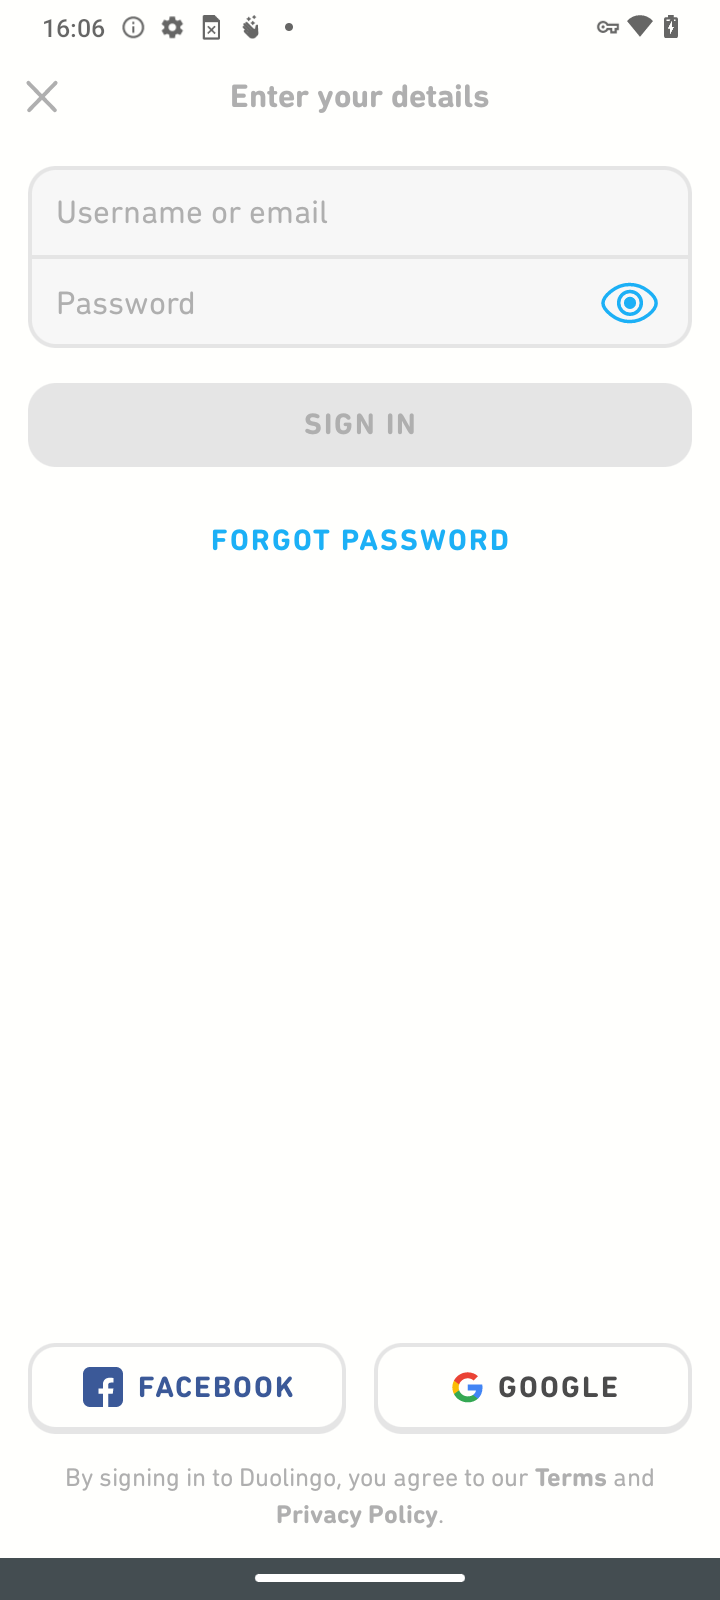 16:06
Enter your details
Username or email
Password
SIGN IN
FORGOT PASSWORD
FACEBOOK
GOOGLE
By signing in to Duolingo, you agree to our Terms and
Privacy Policy.